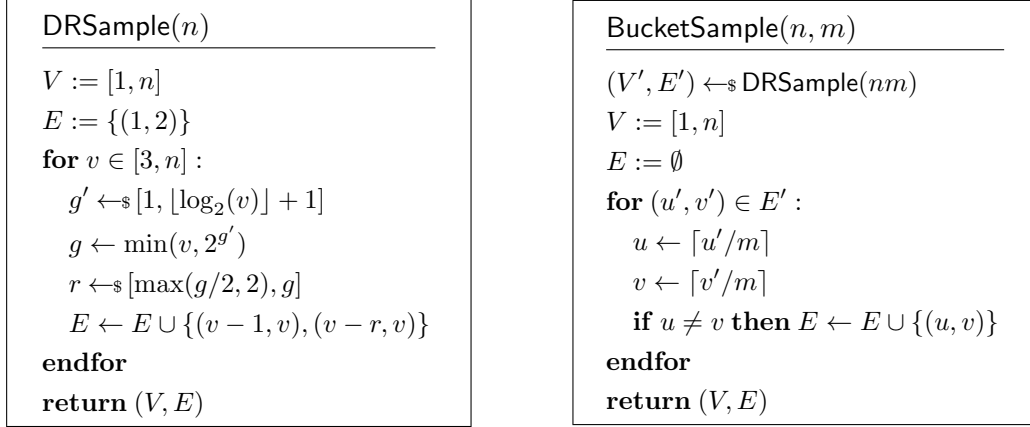 DRSample(n)
V := [1, n]
E := {(1, 2)}
for v ∈ [3, n] :
g′ ←$ [1, ⌊log₂(v)⌋ + 1]
g ← min(v, 2^{g′})
r ←$ [max(g/2, 2), g]
E ← E ∪ {(v − 1, v), (v − r, v)}
endfor
return (V, E)
BucketSample(n, m)
(V′, E′) ←$ DRSample(nm)
V := [1, n]
E := ∅
for (u′, v′) ∈ E′ :
u ← ⌈u′/m⌉
v ← ⌈v′/m⌉
if u ≠ v then E ← E ∪ {(u, v)}
endfor
return (V, E)